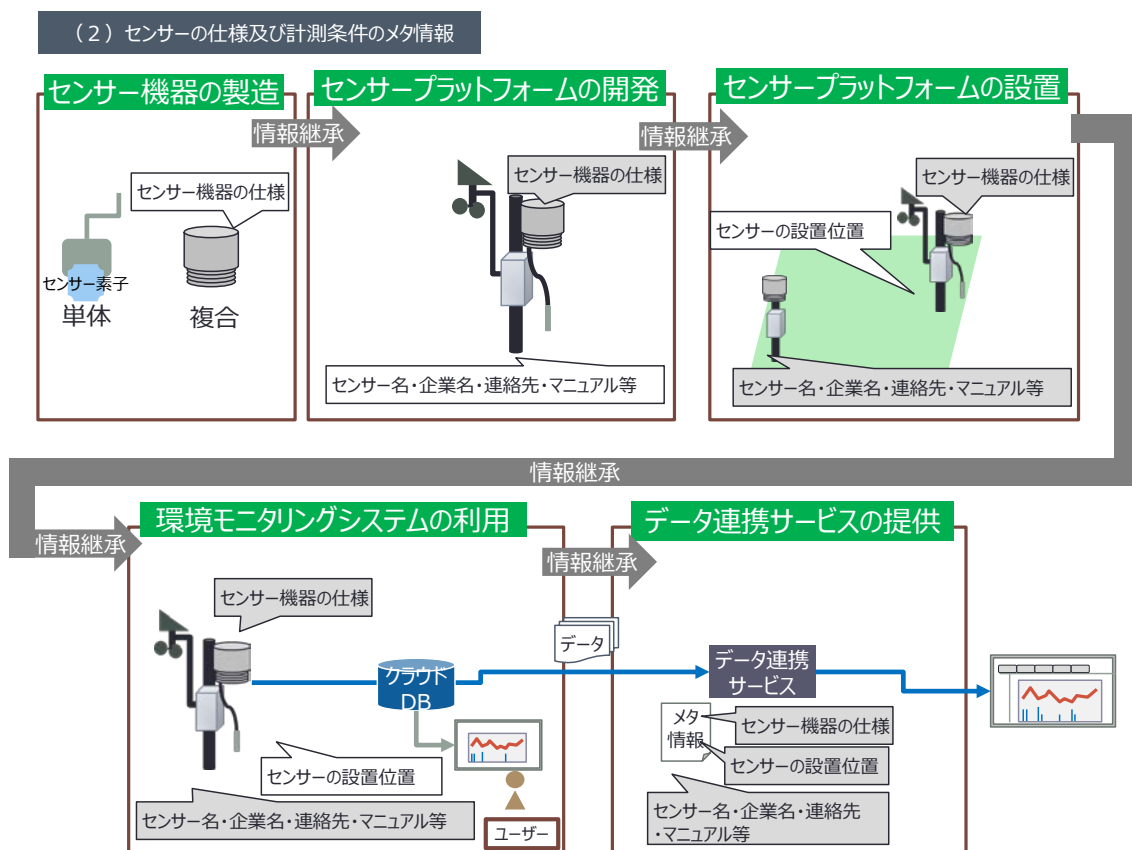 （2）センサーの仕様及び計測条件のメタ情報
センサー機器の製造
センサープラットフォームの開発
センサープラットフォームの設置
情報継承
情報継承
センサー機器の仕様
センサー素子
単体
複合
センサー機器の仕様
センサー名・企業名・連絡先・マニュアル等
センサー機器の仕様
センサーの設置位置
センサー名・企業名・連絡先・マニュアル等
情報継承
環境モニタリングシステムの利用
データ連携サービスの提供
情報継承
情報継承
センサー機器の仕様
データ
クラウド
DB
データ連携
サービス
メタ
情報
センサー機器の仕様
センサーの設置位置
センサーの設置位置
センサー名・企業名・連絡先・マニュアル等
ユーザー
センサー名・企業名・連絡先
・マニュアル等